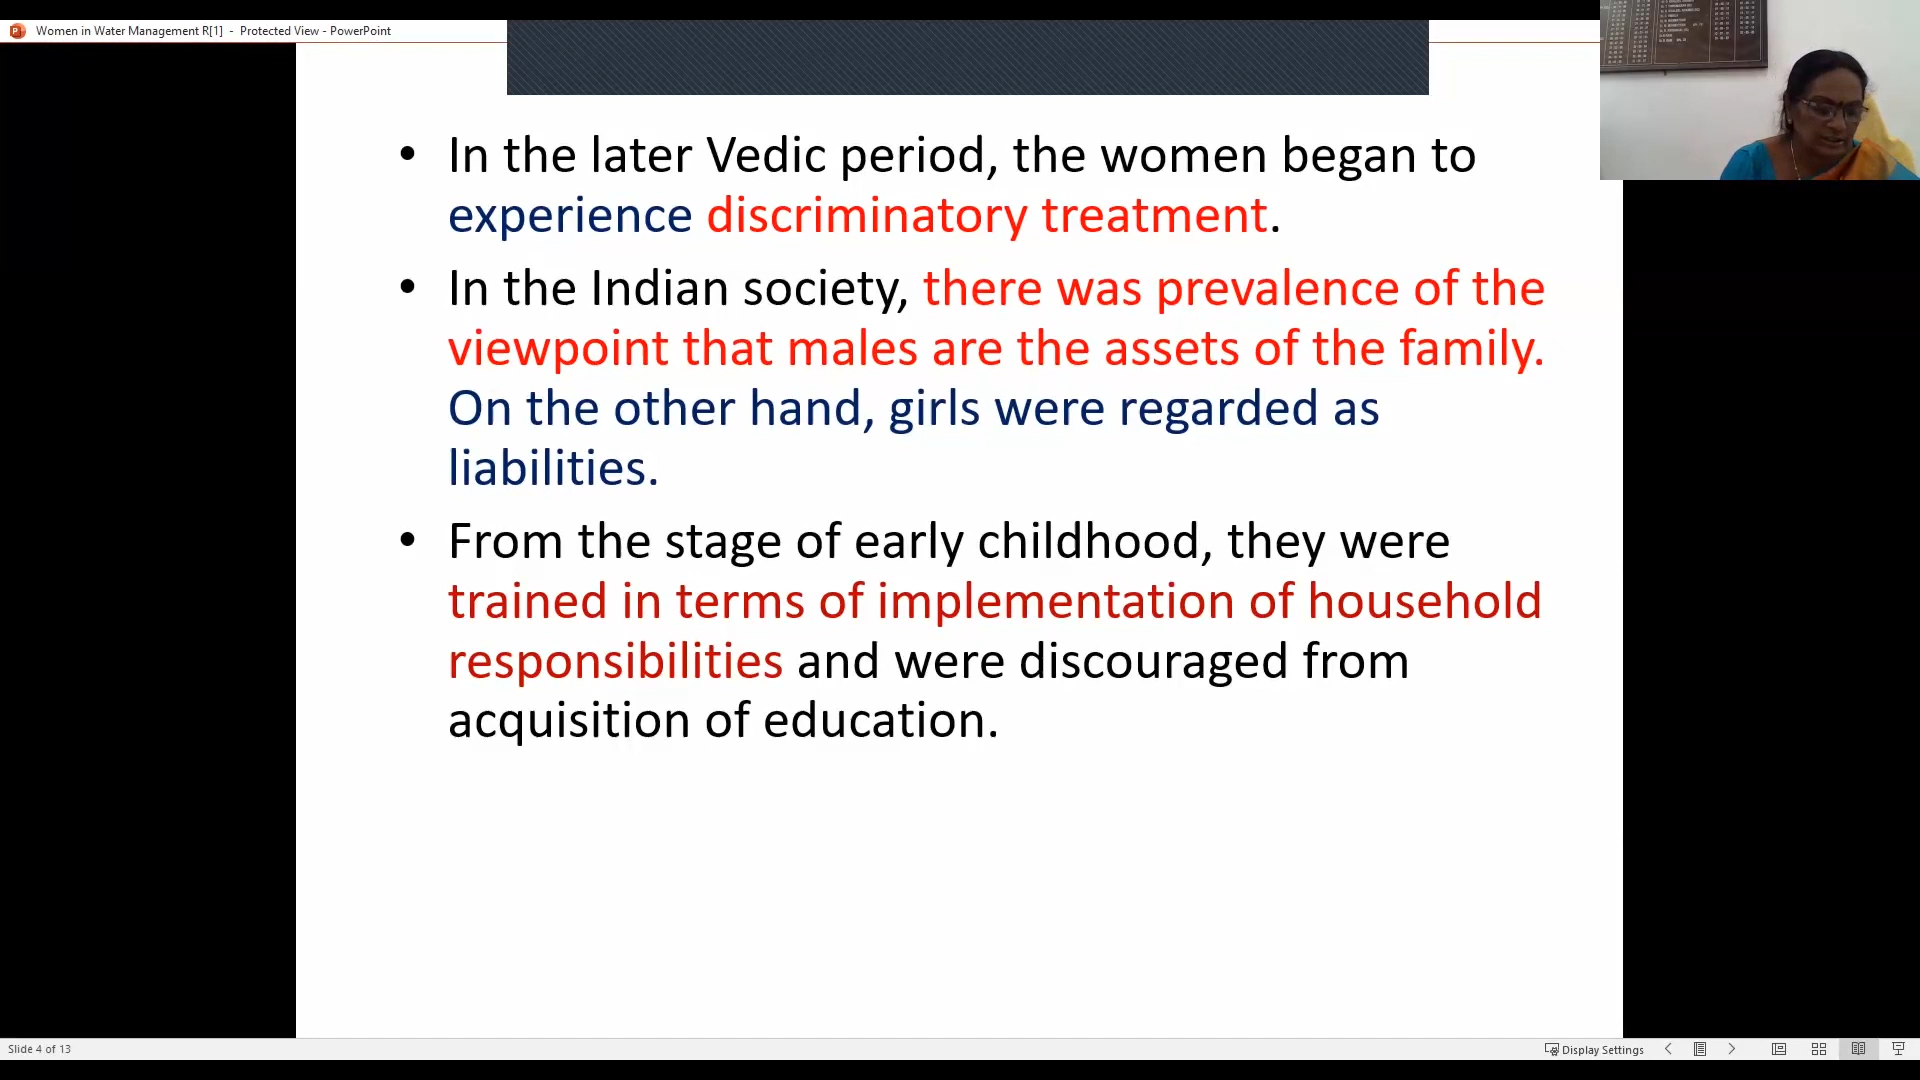 Women in Water Management R[1] - Protected View - PowerPoint
• In the later Vedic period, the women began to
experience discriminatory treatment.
• In the Indian society, there was prevalence of the
viewpoint that males are the assets of the family.
On the other hand, girls were regarded as
liabilities.
• From the stage of early childhood, they were
trained in terms of implementation of household
responsibilities and were discouraged from
acquisition of education.
Slide 4 of 13
Display Settings